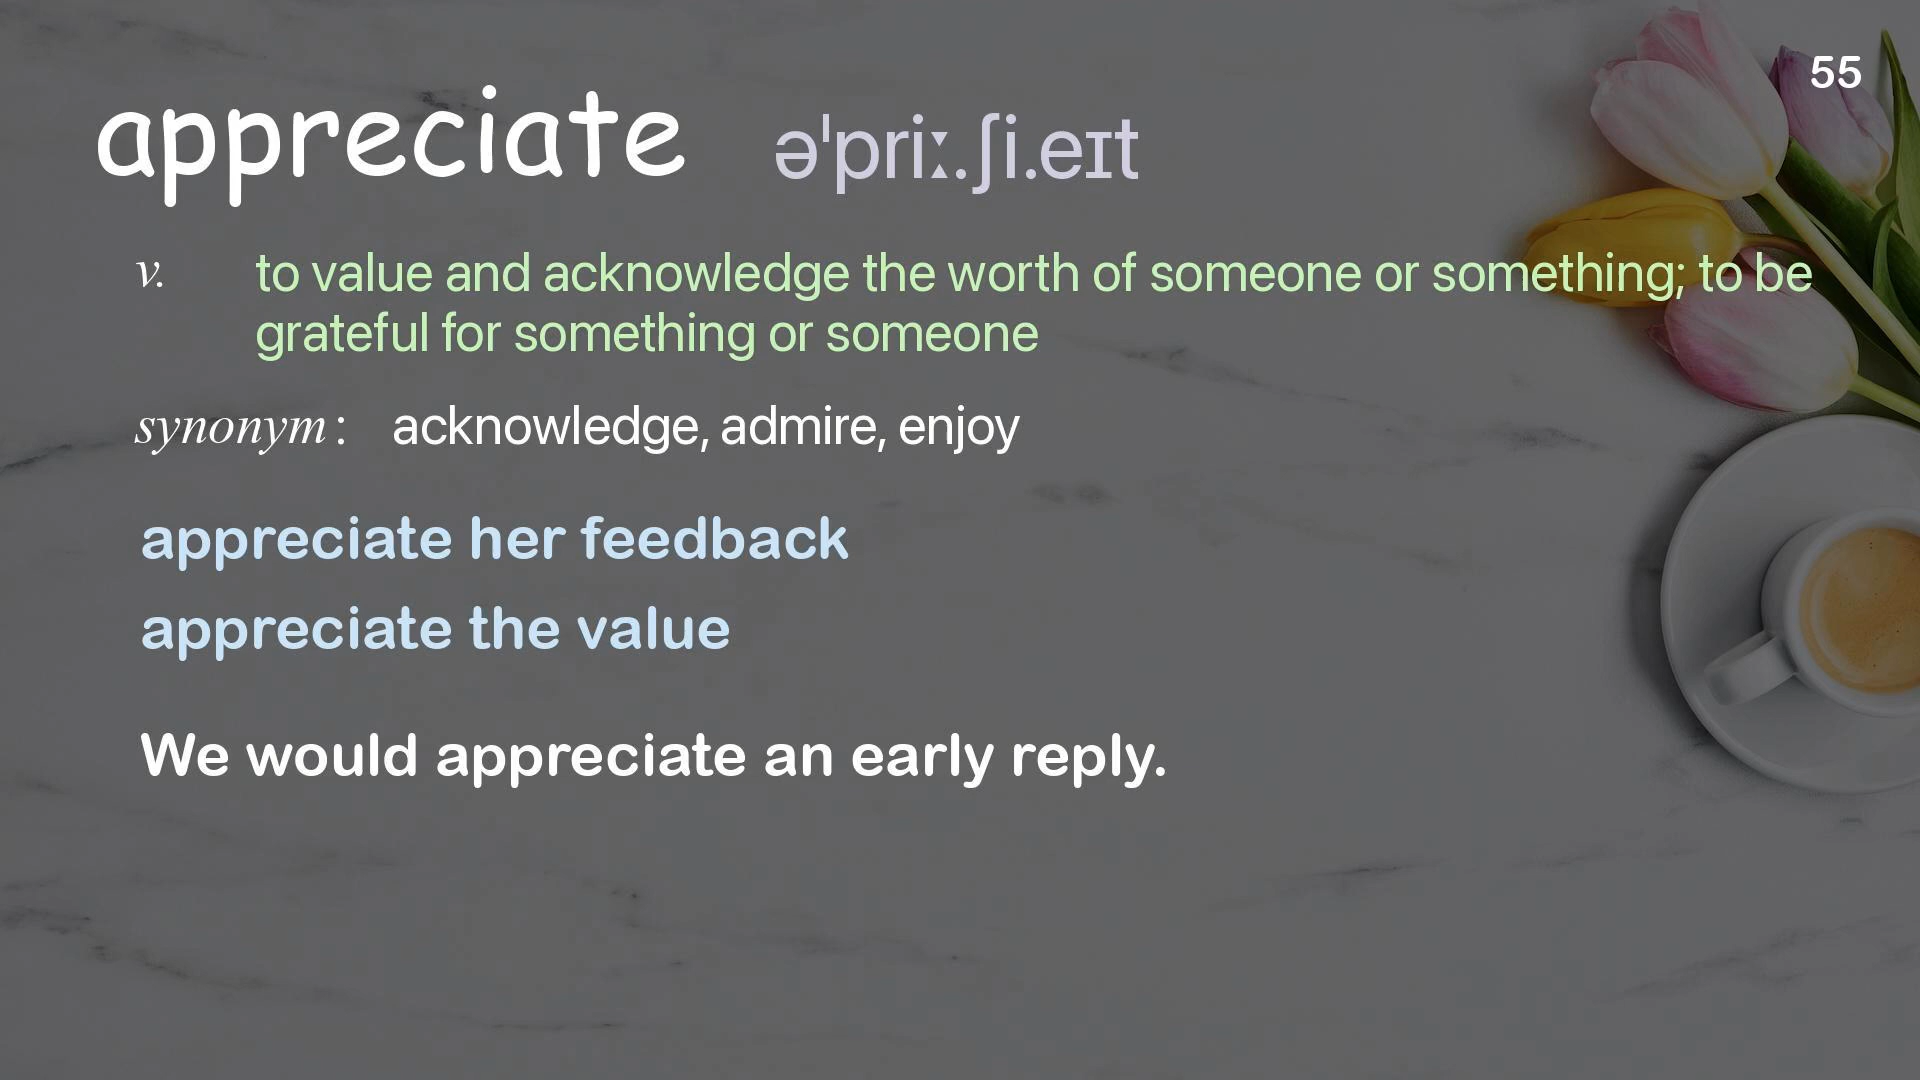 55
appreciate əˈpriː.ʃi.eɪt
v. to value and acknowledge the worth of someone or something; to be
grateful for something or someone
synonym : acknowledge, admire, enjoy
appreciate her feedback
appreciate the value
We would appreciate an early reply.